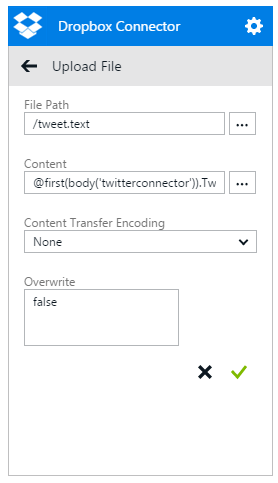 Dropbox Connector
Upload File
File Path
/tweet.text
...
Content
@first(body('twitterconnector')).Tw
...
Content Transfer Encoding
None
Overwrite
false